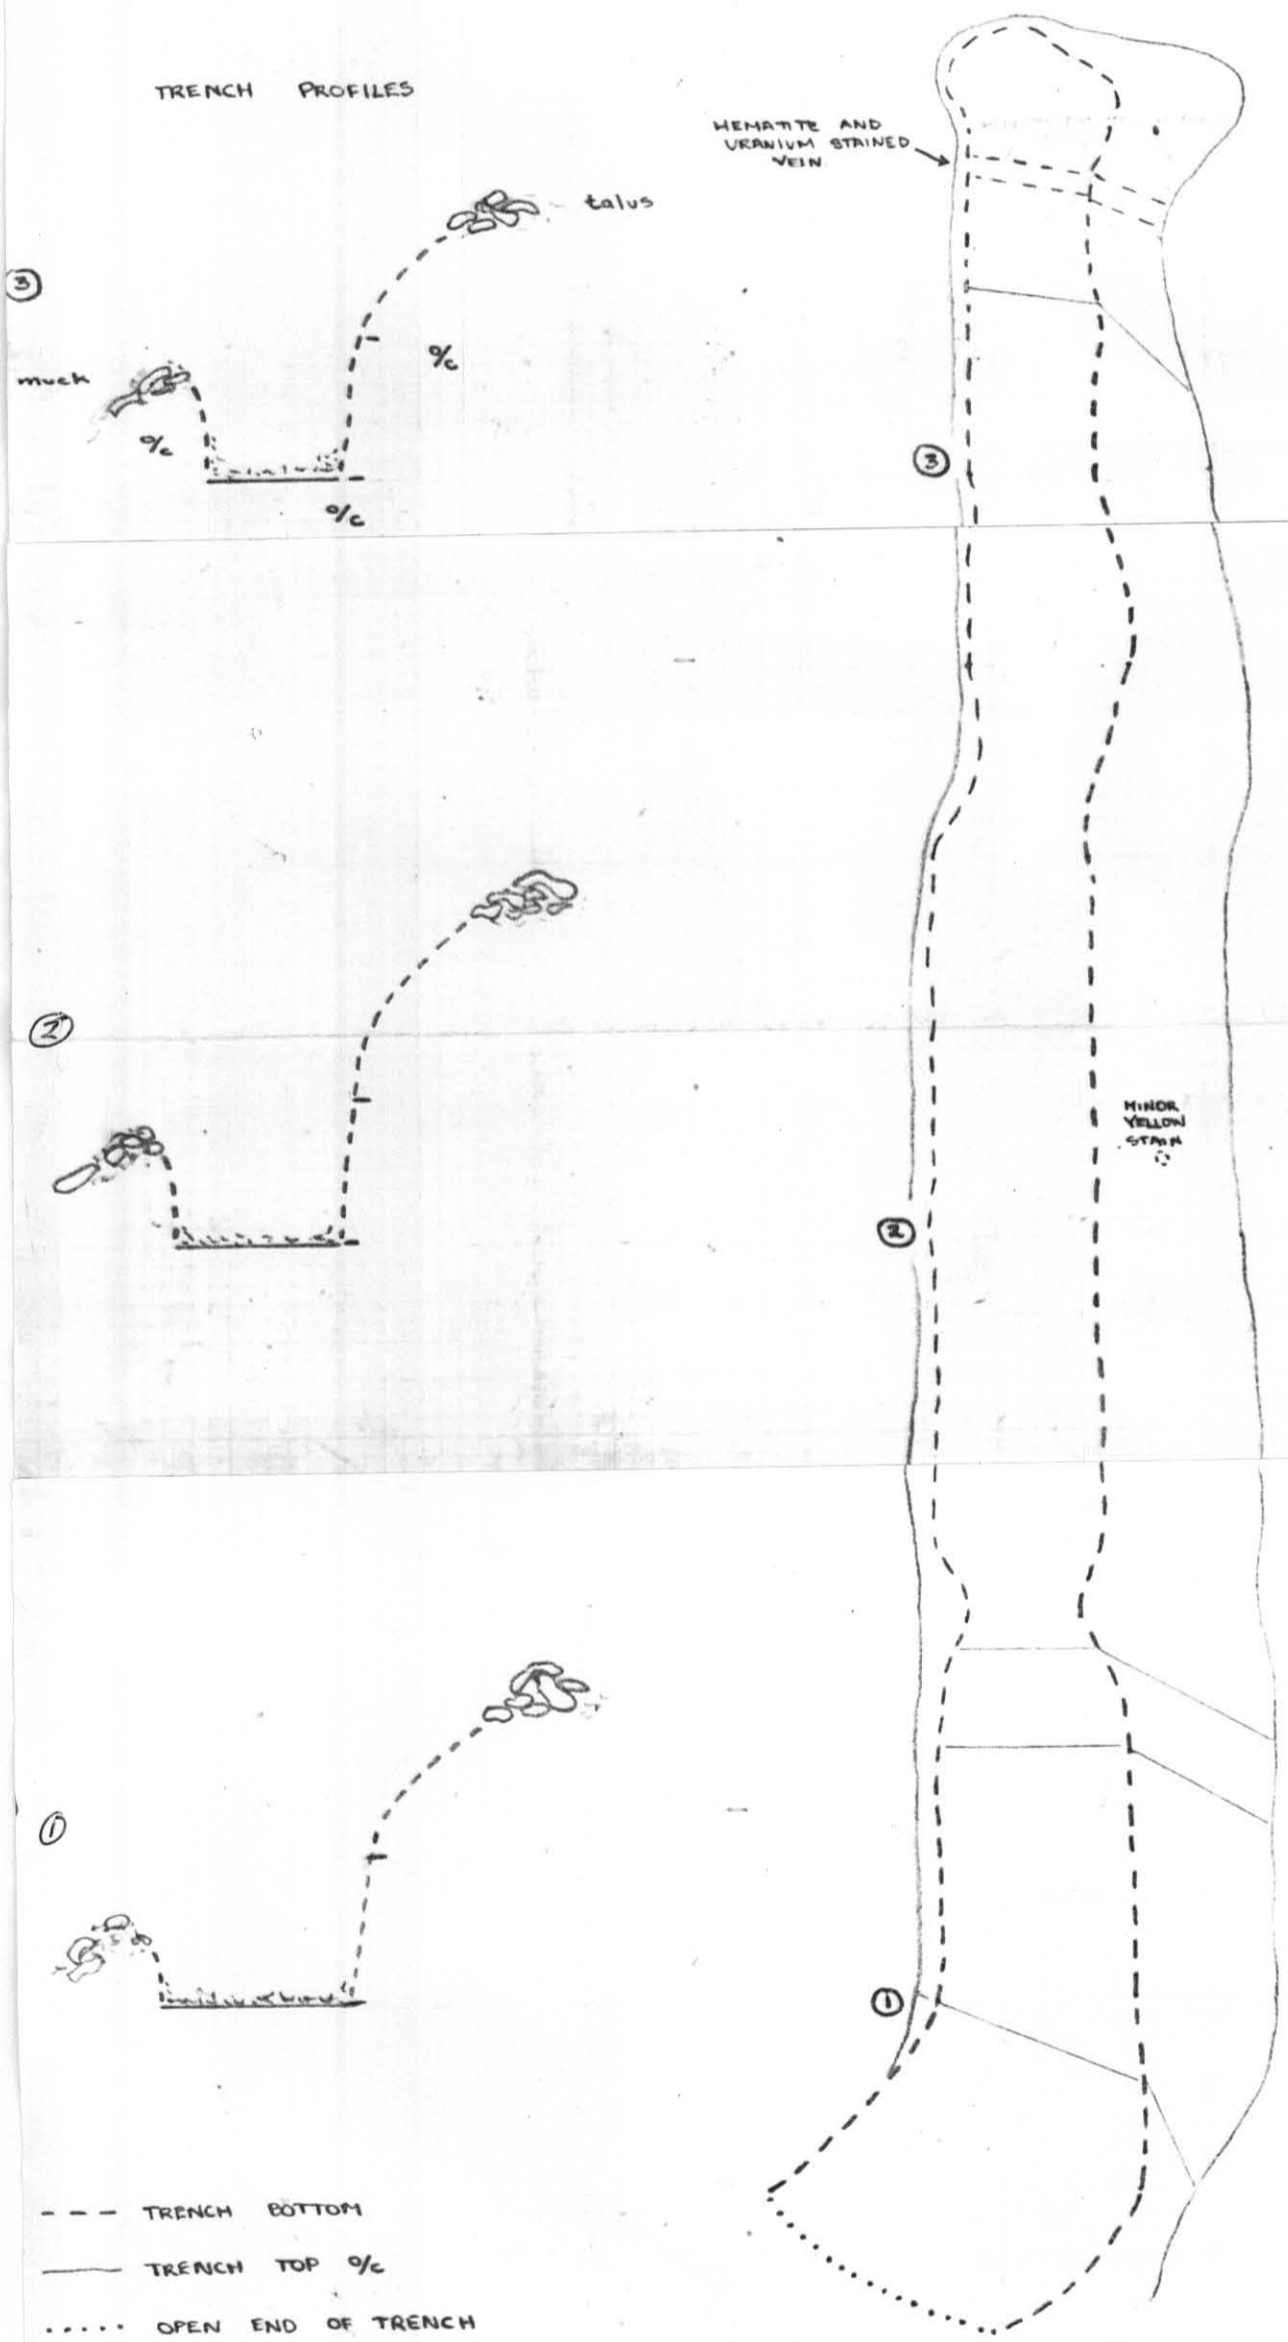 TRENCH PROFILES
HEMATITE AND
URANIUM STAINED
VEIN
talus
3
muck
o/c
o/c
o/c
3
2
MINOR
YELLOW
STAIN
2
1
1
--- TRENCH BOTTOM
TRENCH TOP o/c
..... OPEN END OF TRENCH